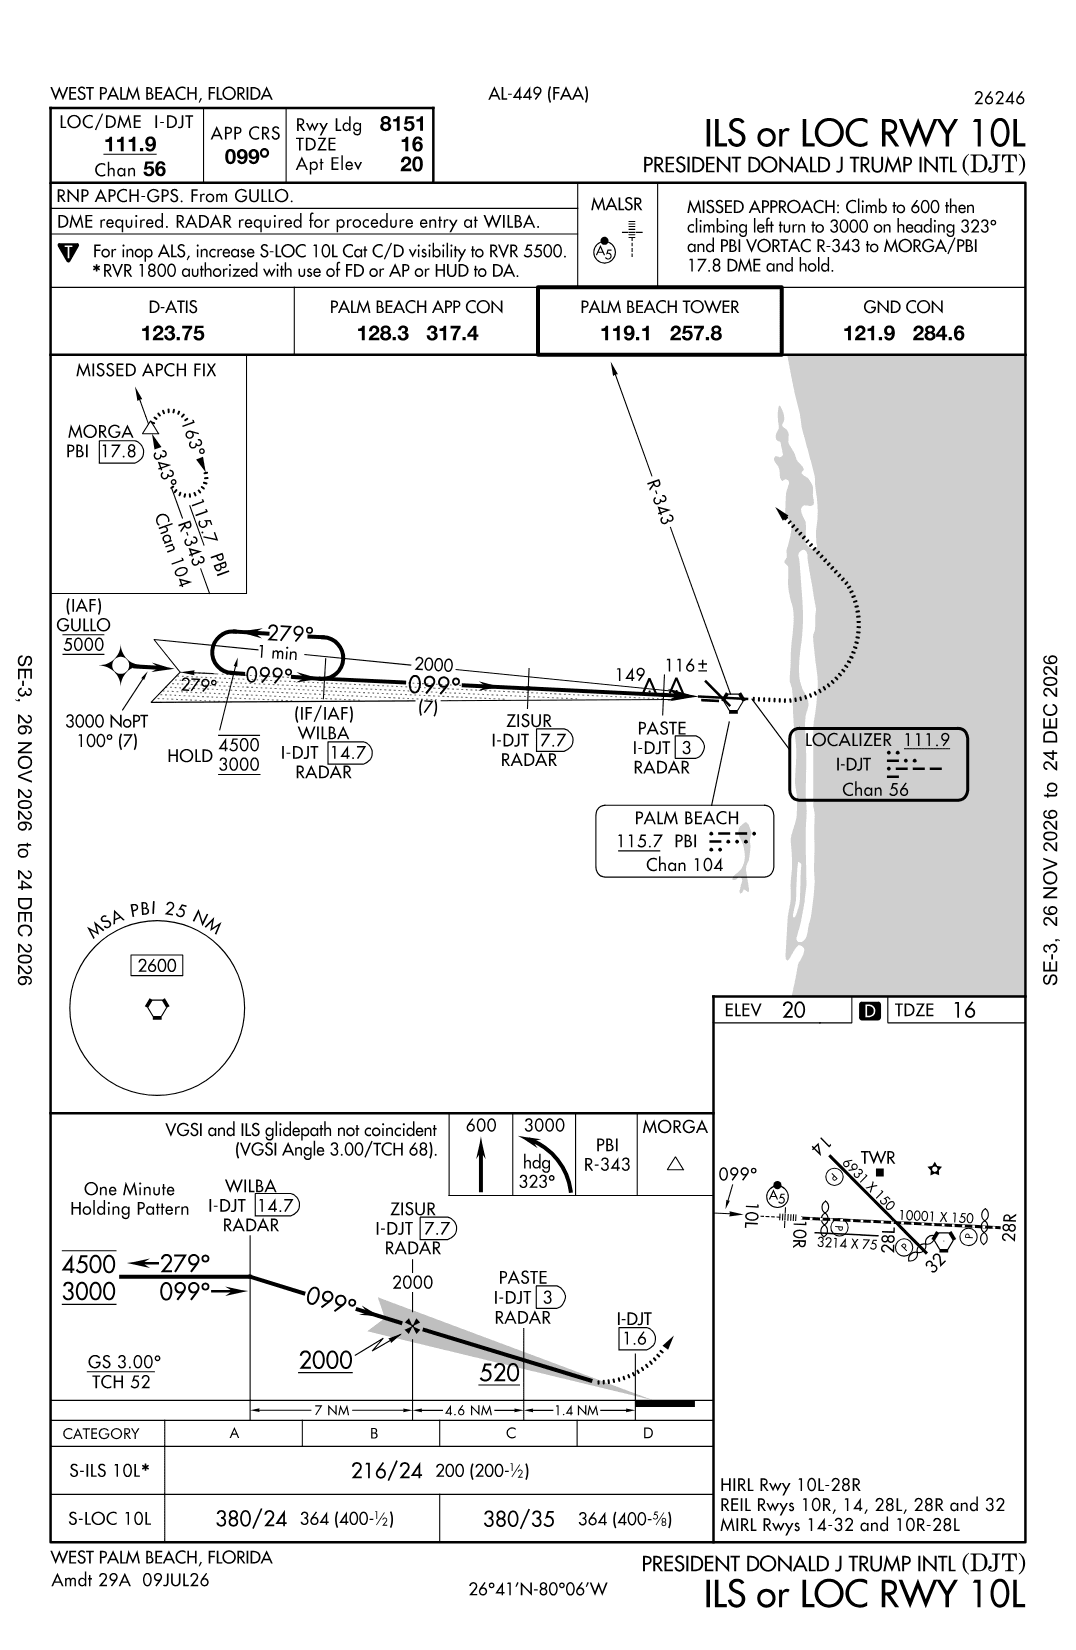 WEST PALM BEACH, FLORIDA
AL-449 (FAA)
26246
LOC/DME I-DJT
111.9
Chan 56
APP CRS
099°
Rwy Ldg 8151
TDZE 16
Apt Elev 20
ILS or LOC RWY 10L
PRESIDENT DONALD J TRUMP INTL (DJT)
RNP APCH-GPS. From GULLO.
DME required. RADAR required for procedure entry at WILBA.
T
For inop ALS, increase S-LOC 10L Cat C/D visibility to RVR 5500.
*RVR 1800 authorized with use of FD or AP or HUD to DA.
MALSR
A5
MISSED APPROACH: Climb to 600 then
climbing left turn to 3000 on heading 323°
and PBI VORTAC R-343 to MORGA/PBI
17.8 DME and hold.
D-ATIS
123.75
PALM BEACH APP CON
128.3 317.4
PALM BEACH TOWER
119.1 257.8
GND CON
121.9 284.6
MISSED APCH FIX
MORGA
PBI 17.8
163°
343°
115.7 PBI
R-343
Chan 104
R-343
(IAF)
GULLO
5000
3000 NoPT
100° (7)
279°
1 min
099°
279°
HOLD 4500
3000
2000
099°
(7)
(IF/IAF)
WILBA
I-DJT 14.7
RADAR
ZISUR
I-DJT 7.7
RADAR
149
116±
PASTE
I-DJT 3
RADAR
LOCALIZER 111.9
I-DJT
Chan 56
PALM BEACH
115.7 PBI
Chan 104
MSA PBI 25 NM
2600
ELEV 20
D
TDZE 16
099°
A5
10L
10R
14
6931 X 150
TWR
10001 X 150
3214 X 75
28L
28R
32
P
P
P
P
HIRL Rwy 10L-28R
REIL Rwys 10R, 14, 28L, 28R and 32
MIRL Rwys 14-32 and 10R-28L
VGSI and ILS glidepath not coincident
(VGSI Angle 3.00/TCH 68).
600
3000
hdg
323°
PBI
R-343
MORGA
One Minute
Holding Pattern
WILBA
I-DJT 14.7
RADAR
ZISUR
I-DJT 7.7
RADAR
2000
PASTE
I-DJT 3
RADAR
I-DJT
1.6
4500
3000
279°
099°
099°
2000
520
GS 3.00°
TCH 52
7 NM
4.6 NM
1.4 NM
CATEGORY A B C D
S-ILS 10L* 216/24 200 (200-½)
S-LOC 10L 380/24 364 (400-½) 380/35 364 (400-⅝)
WEST PALM BEACH, FLORIDA
Amdt 29A 09JUL26
26°41'N-80°06'W
PRESIDENT DONALD J TRUMP INTL (DJT)
ILS or LOC RWY 10L
SE-3, 26 NOV 2026 to 24 DEC 2026
SE-3, 26 NOV 2026 to 24 DEC 2026